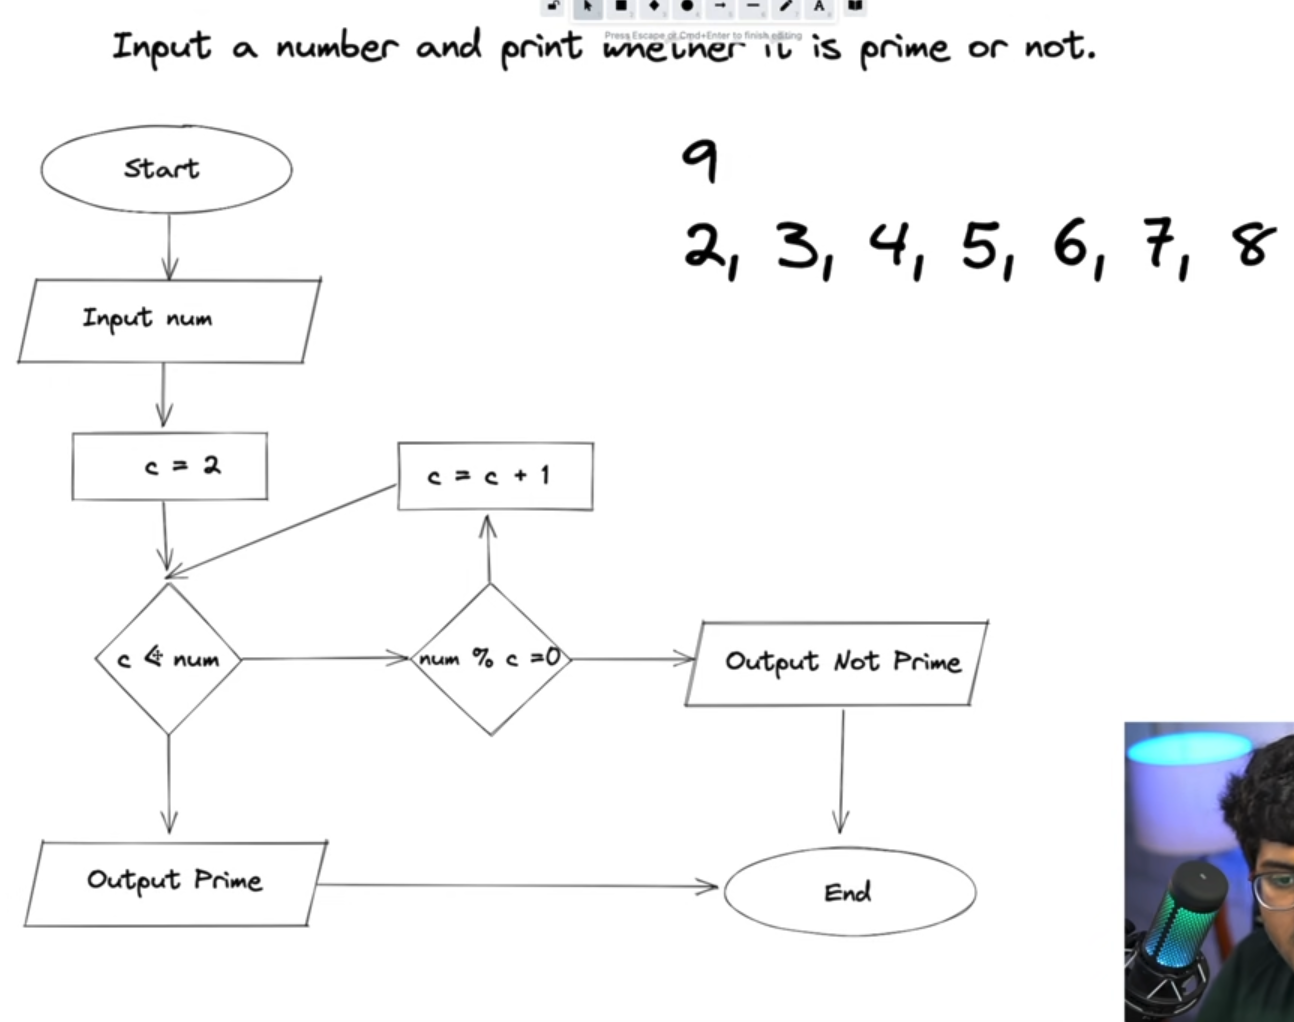 Press Escape or Cmd+Enter to finish editing
Input a number and print whether it is prime or not.
Start
9
2, 3, 4, 5, 6, 7, 8
Input num
c = 2
c = c + 1
c < num
num % c =0
Output Not Prime
Output Prime
End